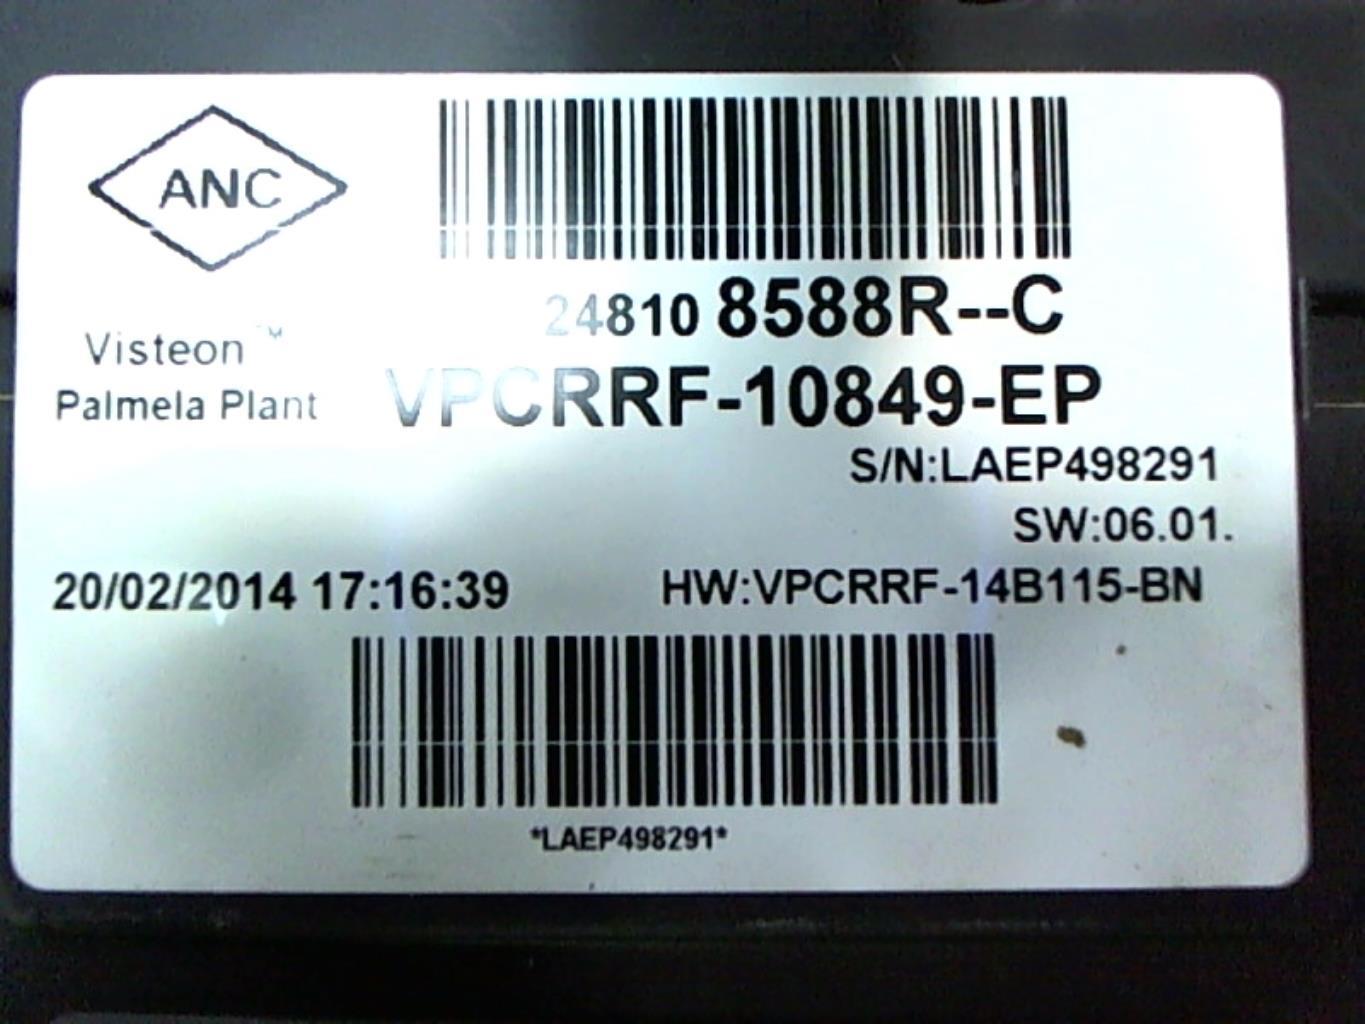 ANC
24810 8588R--C
Visteon™
Palmela Plant
VPCRRF-10849-EP
S/N:LAEP498291
SW:06.01.
20/02/2014 17:16:39
HW:VPCRRF-14B115-BN
*LAEP498291*